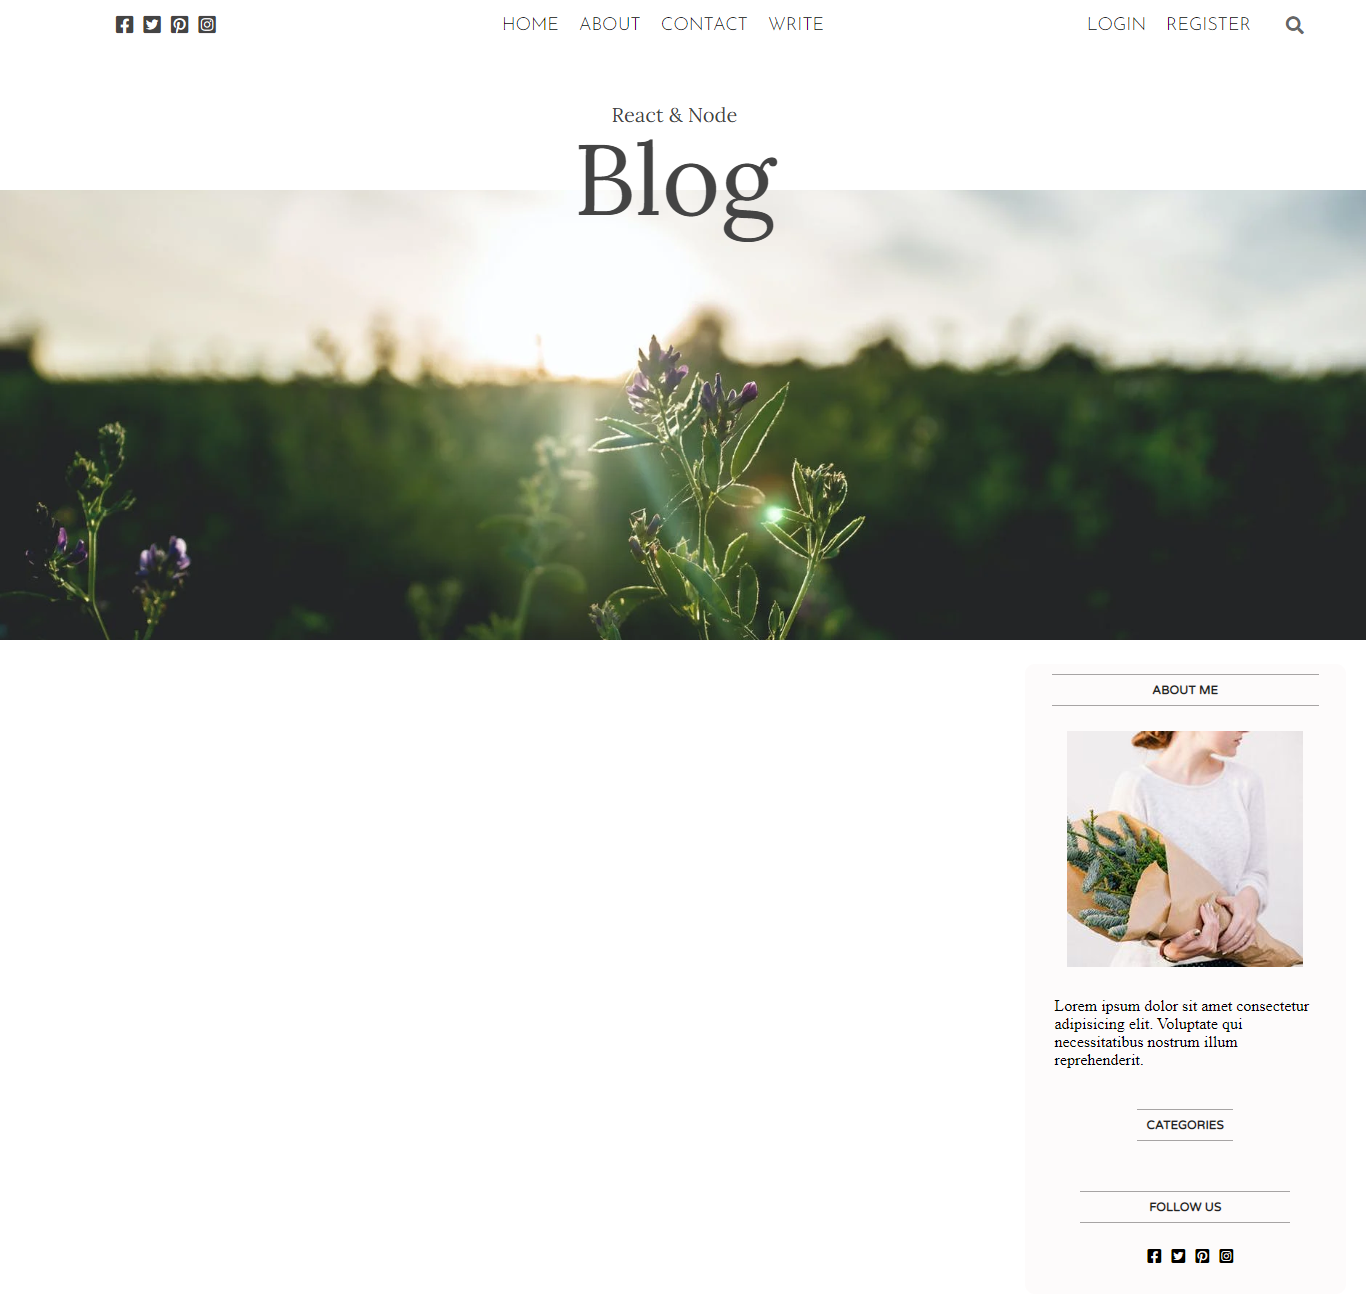 HOME ABOUT CONTACT WRITE LOGIN REGISTER
React & Node
Blog
ABOUT ME
Lorem ipsum dolor sit amet consectetur
adipisicing elit. Voluptate qui
necessitatibus nostrum illum
reprehenderit.
CATEGORIES
FOLLOW US